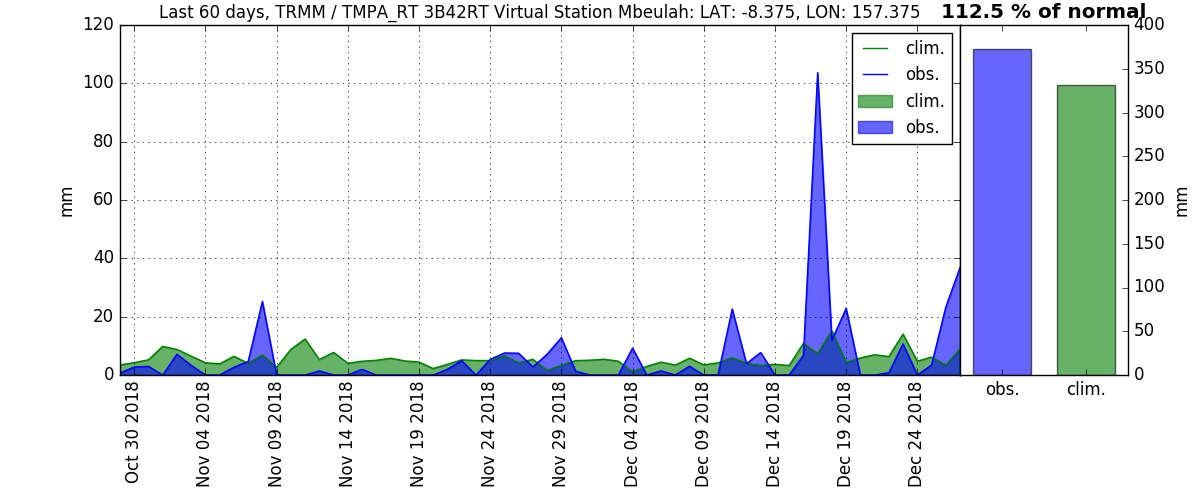 Last 60 days, TRMM / TMPA_RT 3B42RT Virtual Station Mbeulah: LAT: -8.375, LON: 157.375
112.5 % of normal
120
100
80
60
40
20
0
mm
clim.
obs.
clim.
obs.
400
350
300
250
200
150
100
50
0
mm
obs.
clim.
Oct 30 2018
Nov 04 2018
Nov 09 2018
Nov 14 2018
Nov 19 2018
Nov 24 2018
Nov 29 2018
Dec 04 2018
Dec 09 2018
Dec 14 2018
Dec 19 2018
Dec 24 2018